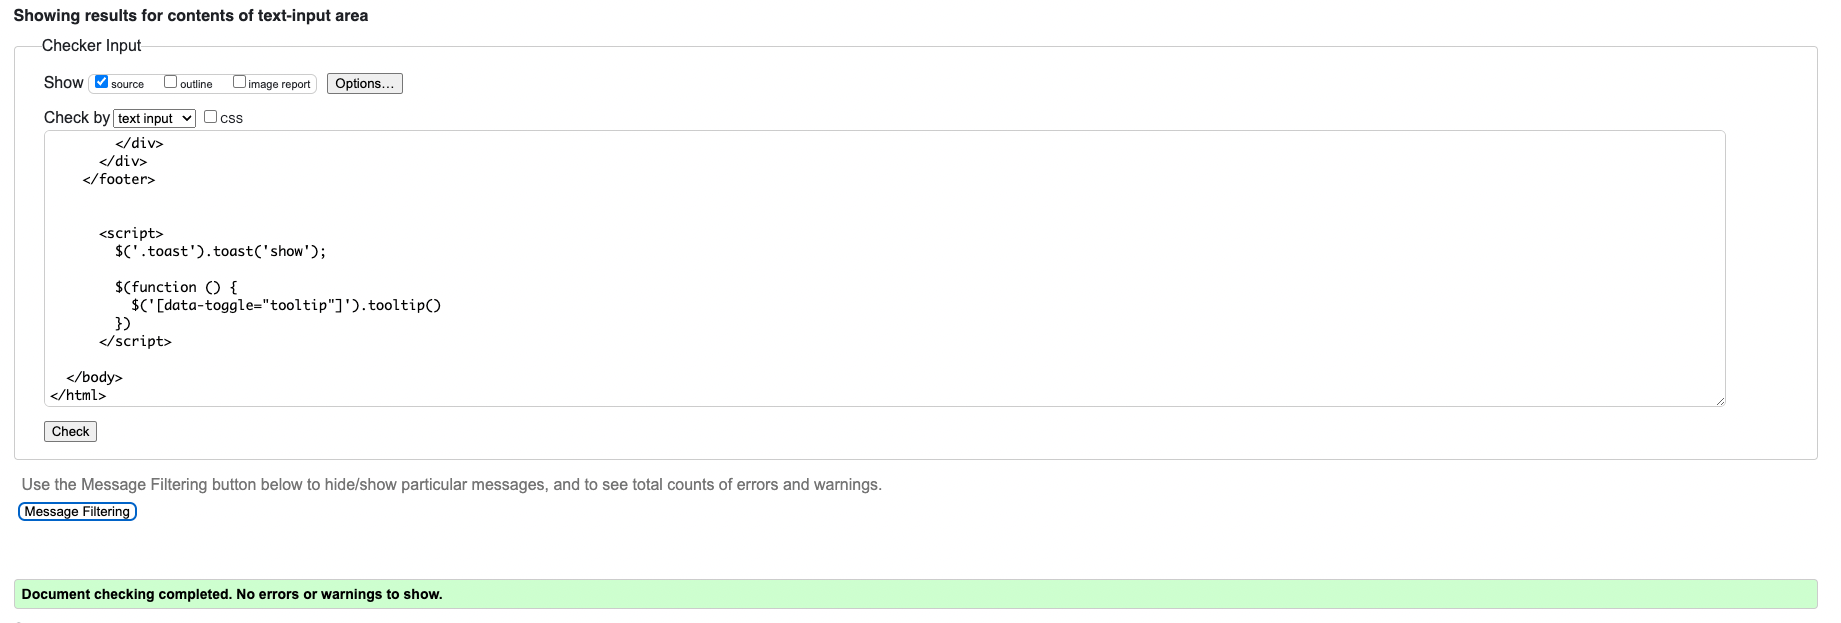 Showing results for contents of text-input area
Checker Input
Show source outline image report Options...
Check by text input css
</div>
</div>
</footer>
<script>
$('.toast').toast('show');
$(function () {
$('[data-toggle="tooltip"]').tooltip()
})
</script>
</body>
</html>
Check
Use the Message Filtering button below to hide/show particular messages, and to see total counts of errors and warnings.
Message Filtering
Document checking completed. No errors or warnings to show.